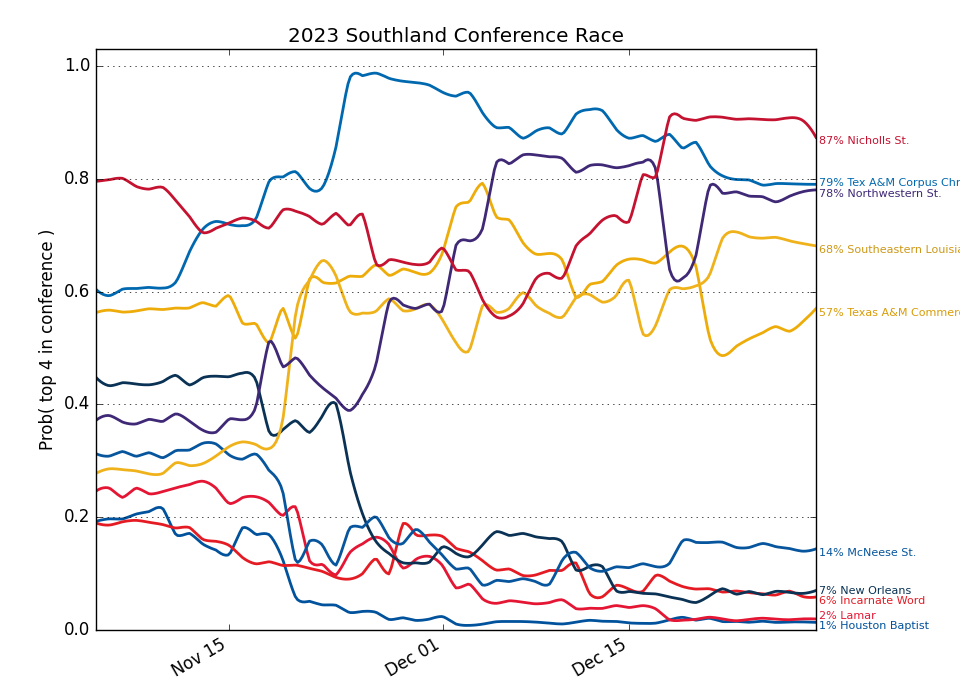 2023 Southland Conference Race
Prob( top 4 in conference )
1.0
0.8
0.6
0.4
0.2
0.0
Nov 15
Dec 01
Dec 15
87% Nicholls St.
79% Tex A&M Corpus Chr
78% Northwestern St.
68% Southeastern Louisia
57% Texas A&M Commerce
14% McNeese St.
7% New Orleans
6% Incarnate Word
2% Lamar
1% Houston Baptist